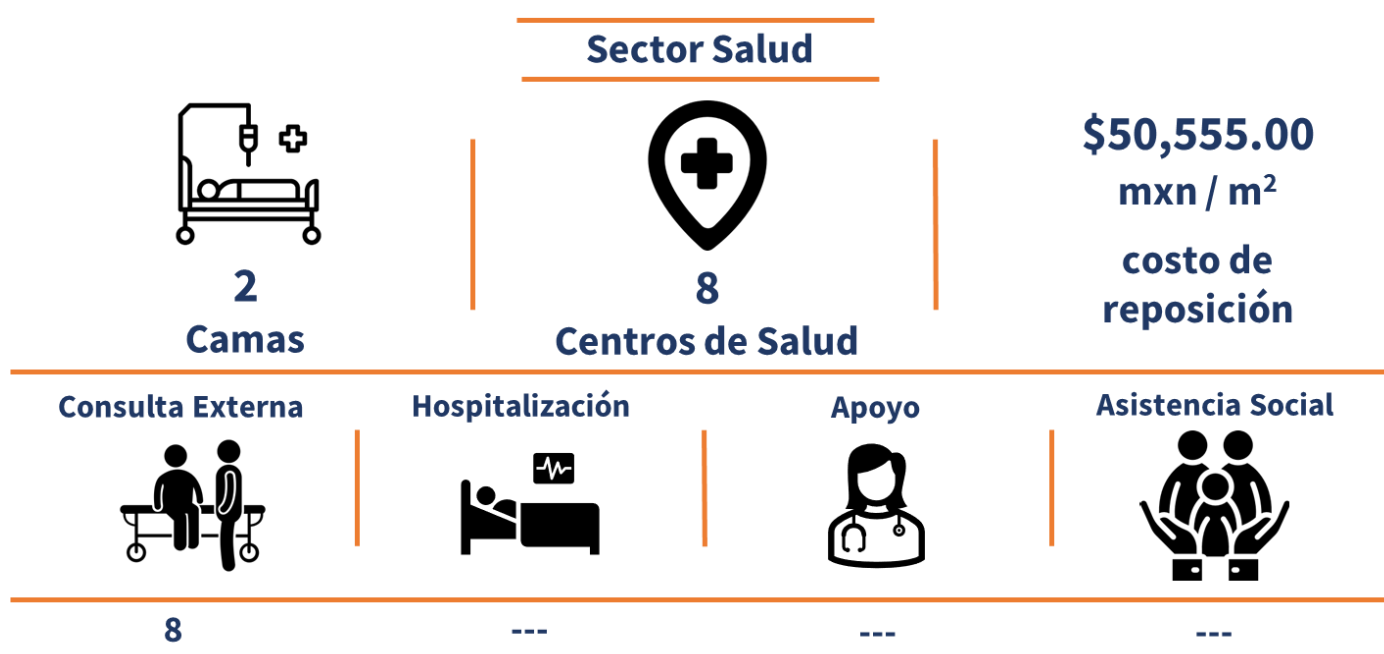 Sector Salud
$50,555.00
mxn / m²
costo de
reposición
2
Camas
8
Centros de Salud
Consulta Externa
Hospitalización
Apoyo
Asistencia Social
8
---
---
---